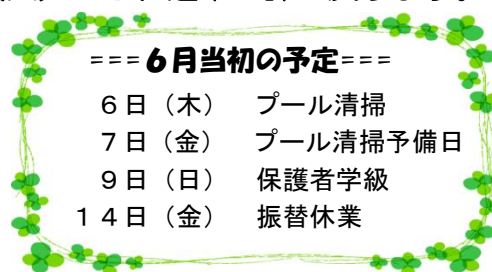 ===６月当初の予定===
６日（木）　プール清掃
７日（金）　プール清掃予備日
９日（日）　保護者学級
１４日（金）　振替休業